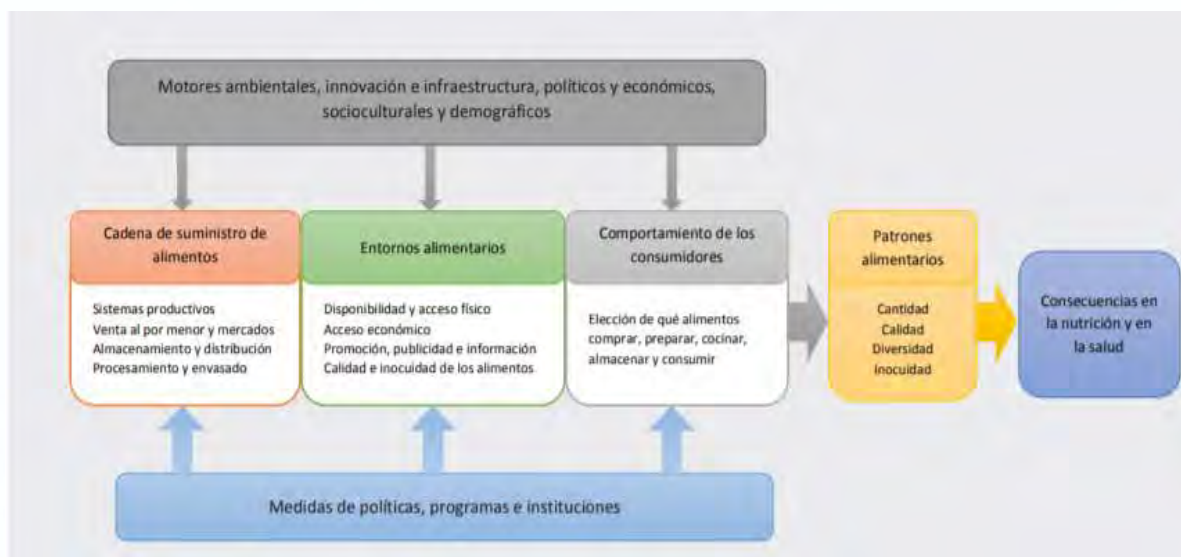 Motores ambientales, innovación e infraestructura, políticos y económicos,
socioculturales y demográficos
Cadena de suministro de
alimentos
Sistemas productivos
Venta al por menor y mercados
Almacenamiento y distribución
Procesamiento y envasado
Entornos alimentarios
Disponibilidad y acceso físico
Acceso económico
Promoción, publicidad e información
Calidad e inocuidad de los alimentos
Comportamiento de los
consumidores
Elección de qué alimentos
comprar, preparar, cocinar,
almacenar y consumir
Patrones
alimentarios
Cantidad
Calidad
Diversidad
Inocuidad
Consecuencias en
la nutrición y en
la salud
Medidas de políticas, programas e instituciones